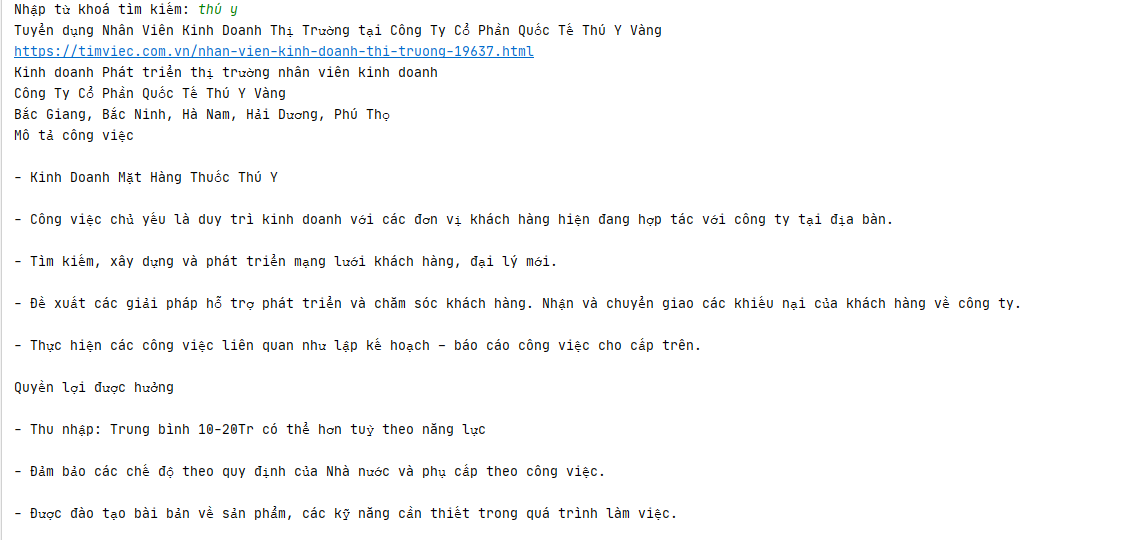 Nhập từ khoá tìm kiếm: thú y
Tuyển dụng Nhân Viên Kinh Doanh Thị Trường tại Công Ty Cổ Phần Quốc Tế Thú Y Vàng
https://timviec.com.vn/nhan-vien-kinh-doanh-thi-truong-19637.html
Kinh doanh Phát triển thị trường nhân viên kinh doanh
Công Ty Cổ Phần Quốc Tế Thú Y Vàng
Bắc Giang, Bắc Ninh, Hà Nam, Hải Dương, Phú Thọ
Mô tả công việc
- Kinh Doanh Mặt Hàng Thuốc Thú Y
- Công việc chủ yếu là duy trì kinh doanh với các đơn vị khách hàng hiện đang hợp tác với công ty tại địa bàn.
- Tìm kiếm, xây dựng và phát triển mạng lưới khách hàng, đại lý mới.
- Đề xuất các giải pháp hỗ trợ phát triển và chăm sóc khách hàng. Nhận và chuyển giao các khiếu nại của khách hàng về công ty.
- Thực hiện các công việc liên quan như lập kế hoạch – báo cáo công việc cho cấp trên.
Quyền lợi được hưởng
- Thu nhập: Trung bình 10-20Tr có thể hơn tuỳ theo năng lực
- Đảm bảo các chế độ theo quy định của Nhà nước và phụ cấp theo công việc.
- Được đào tạo bài bản về sản phẩm, các kỹ năng cần thiết trong quá trình làm việc.